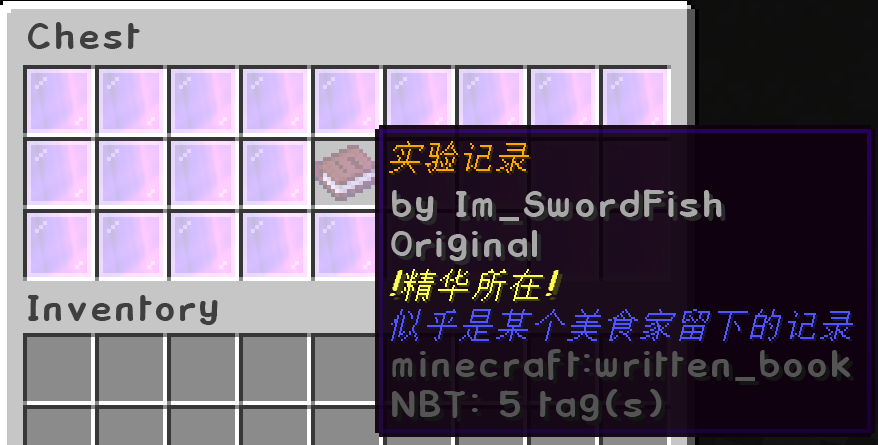 Chest
实验记录
by Im_SwordFish
Original
!精华所在!
似乎是某个美食家留下的记录
minecraft:written_book
NBT: 5 tag(s)
Inventory